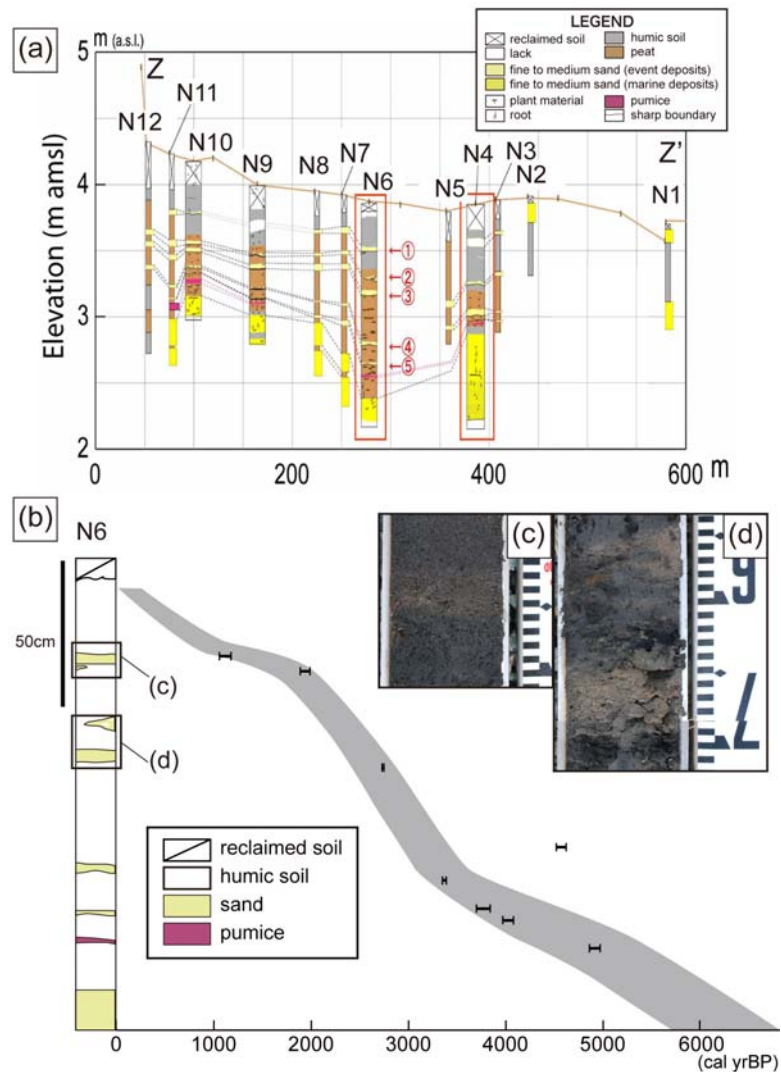 (a)
m (a.s.l.)
LEGEND
reclaimed soil
humic soil
lack
peat
fine to medium sand (event deposits)
fine to medium sand (marine deposits)
plant material
pumice
root
sharp boundary
5
4
3
2
Elevation (m amsl)
Z
N11
N12
N10
N9
N8
N7
N6
N5
N4
N3
N2
Z'
N1
①
②
③
④
⑤
0
200
400
600
m
(b)
N6
50cm
(c)
(d)
(c)
(d)
6
7
reclaimed soil
humic soil
sand
pumice
0
1000
2000
3000
4000
5000
6000
(cal yrBP)